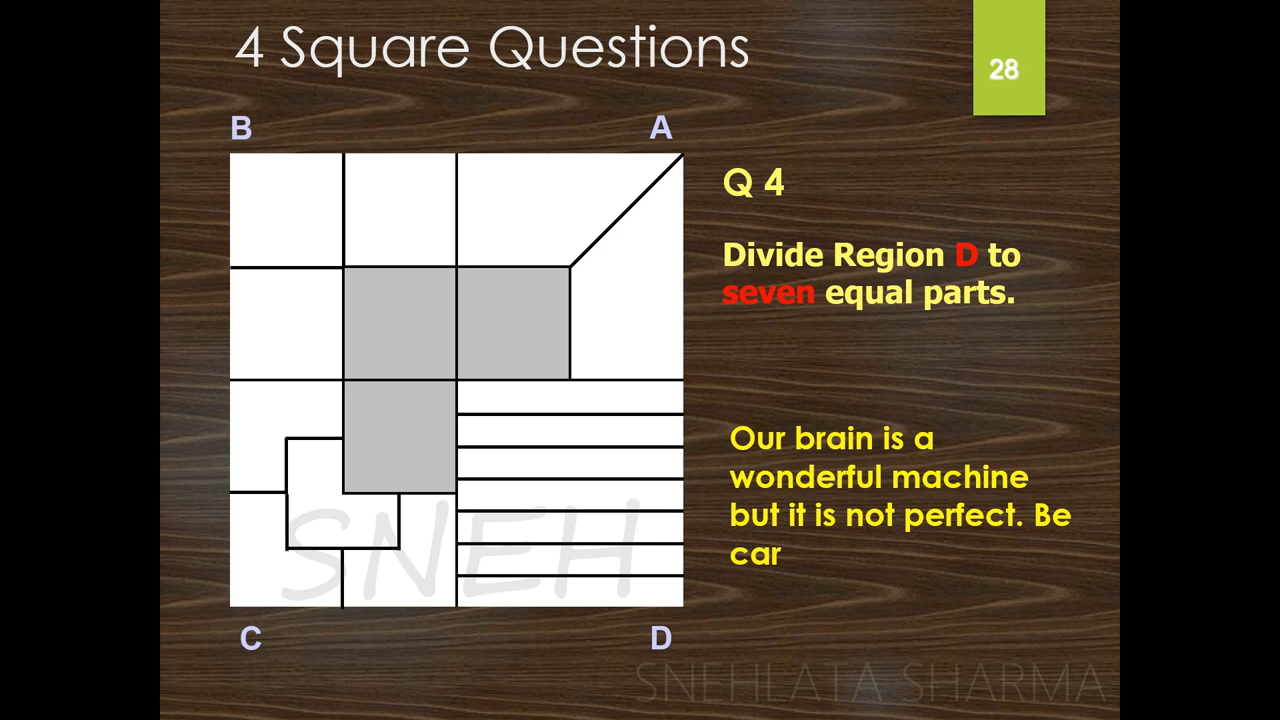 4 Square Questions
28
B
A
Q 4
Divide Region D to
seven equal parts.
Our brain is a
wonderful machine
but it is not perfect. Be
car
SNEH
C
D
SNEHLATA SHARMA